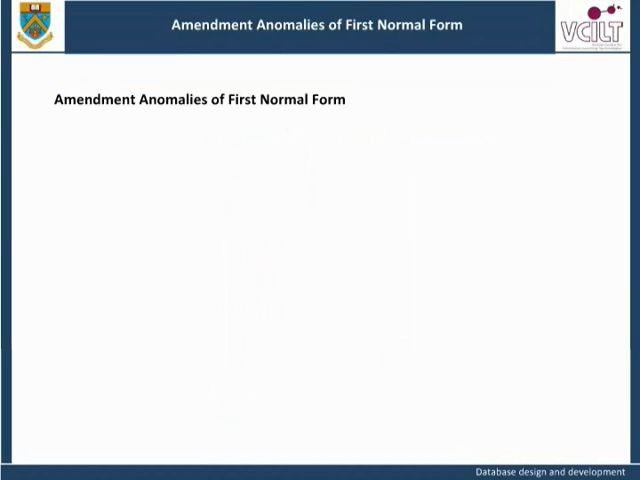 Amendment Anomalies of First Normal Form
VCILT
Amendment Anomalies of First Normal Form
Database design and development